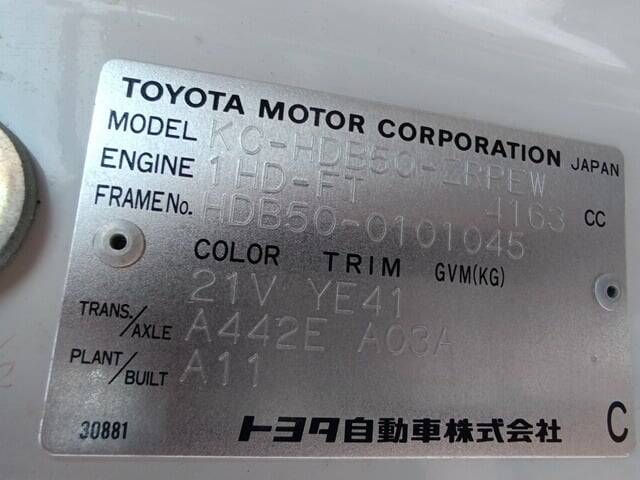 TOYOTA MOTOR CORPORATION JAPAN
MODEL KC-HDB50-ZRPEW
ENGINE 1HD-FT 4163 CC
FRAME No. HDB50-0101045
COLOR TRIM GVM(KG)
21V YE41
TRANS./AXLE A442E A03A
PLANT/BUILT A11
30881 トヨタ自動車株式会社 C